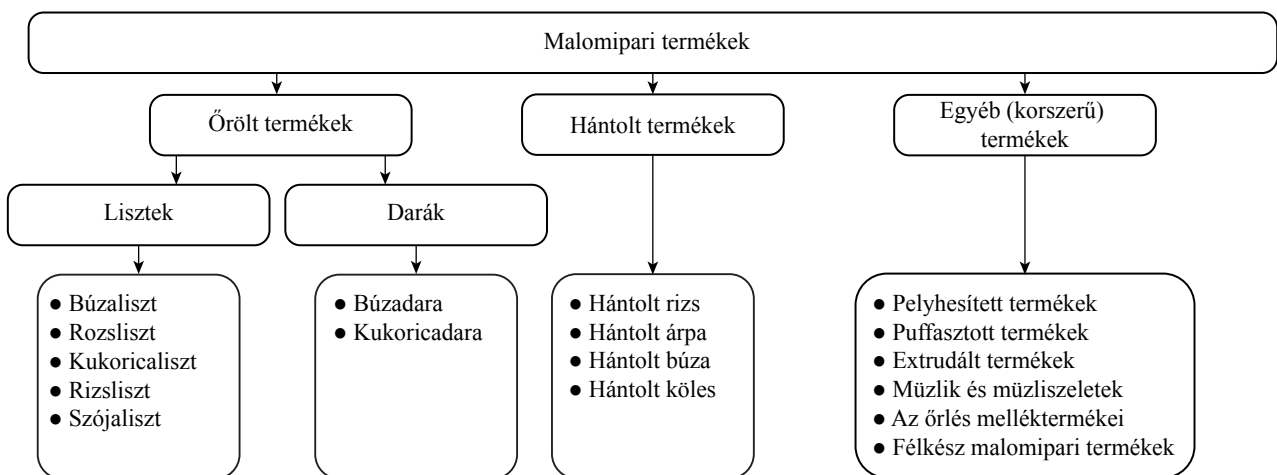 Malomipari termékek
Őrölt termékek
Hántolt termékek
Egyéb (korszerű)
termékek
Lisztek
Darák
● Búzaliszt
● Rozsliszt
● Kukoricaliszt
● Rizsliszt
● Szójaliszt
● Búzadara
● Kukoricadara
● Hántolt rizs
● Hántolt árpa
● Hántolt búza
● Hántolt köles
● Pelyhesített termékek
● Puffasztott termékek
● Extrudált termékek
● Müzlik és müzliszeletek
● Az őrlés melléktermékei
● Félkész malomipari termékek